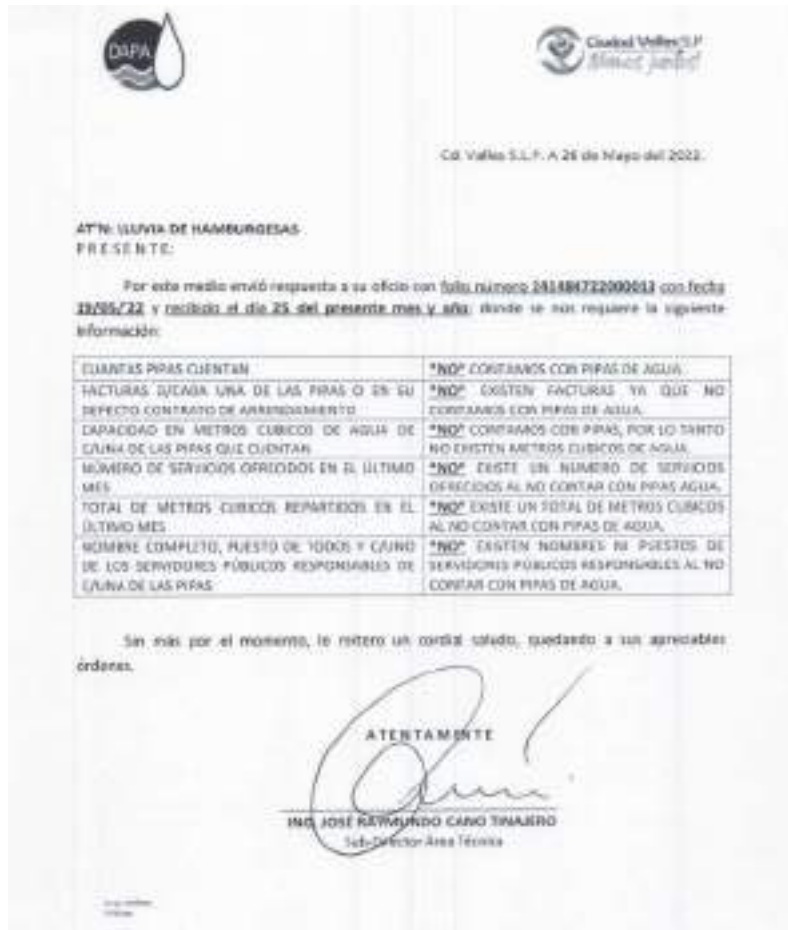 DAPA
Ciudad Valles S.L.P
Cd. Valles S.L.P. A 26 de Mayo del 2022.
AT'N: LLUVIA DE HAMBURGESAS
P R E S E N T E:
Por este medio envió respuesta a su oficio con folio número 241484722000013 con fecha
19/05/22 y recibido el día 25 del presente mes y año; donde se nos requiere la siguiente
información:
CUANTAS PIPAS CUENTAN
"NO" CONTAMOS CON PIPAS DE AGUA.
FACTURAS D/CADA UNA DE LAS PIPAS O EN SU
DEFECTO CONTRATO DE ARRENDAMIENTO
"NO" EXISTEN FACTURAS YA QUE NO
CONTAMOS CON PIPAS DE AGUA.
CAPACIDAD EN METROS CUBICOS DE AGUA DE
C/UNA DE LAS PIPAS QUE CUENTAN
"NO" CONTAMOS CON PIPAS, POR LO TANTO
NO EXISTEN METROS CUBICOS DE AGUA.
NÚMERO DE SERVICIOS OFRECIDOS EN EL ÚLTIMO
MES
"NO" EXISTE UN NUMERO DE SERVICIOS
OFRECIDOS AL NO CONTAR CON PIPAS AGUA.
TOTAL DE METROS CUBICOS REPARTIDOS EN EL
ÚLTIMO MES
"NO" EXISTE UN TOTAL DE METROS CUBICOS
AL NO CONTAR CON PIPAS DE AGUA.
NOMBRE COMPLETO, PUESTO DE TODOS Y C/UNO
DE LOS SERVIDORES PÚBLICOS RESPONSABLES DE
C/UNA DE LAS PIPAS
"NO" EXISTEN NOMBRES NI PUESTOS DE
SERVIDORES PÚBLICOS RESPONSABLES AL NO
CONTAR CON PIPAS DE AGUA.
Sin más por el momento, le reitero un cordial saludo, quedando a sus apreciables
órdenes.
ATENTAMENTE
ING. JOSÉ RAYMUNDO CANO TINAJERO
Sub-Director Área Técnica